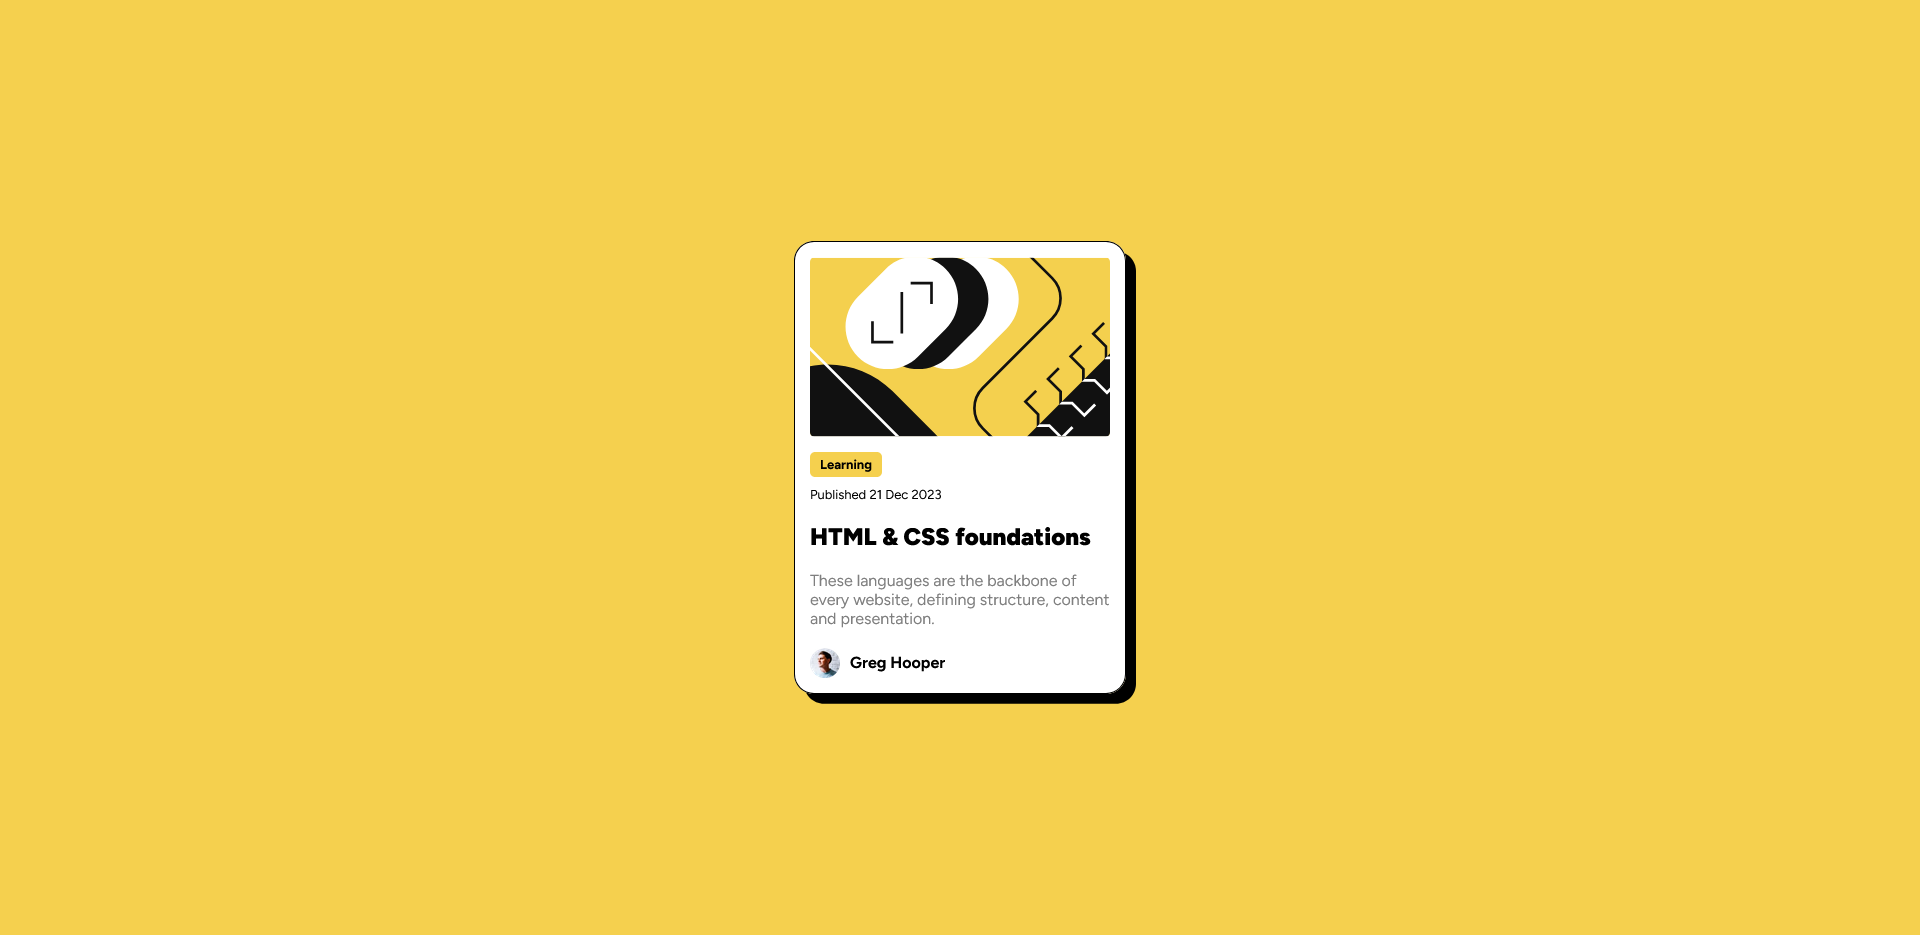 Learning
Published 21 Dec 2023
HTML & CSS foundations
These languages are the backbone of
every website, defining structure, content
and presentation.
Greg Hooper